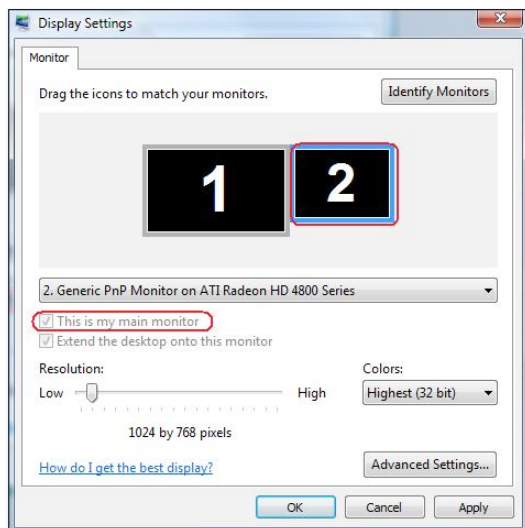 Display Settings
Monitor
Drag the icons to match your monitors.
Identify Monitors
1
2
2. Generic PnP Monitor on ATI Radeon HD 4800 Series
This is my main monitor
Extend the desktop onto this monitor
Resolution:
Colors:
Low
High
Highest (32 bit)
1024 by 768 pixels
How do I get the best display?
Advanced Settings...
OK
Cancel
Apply